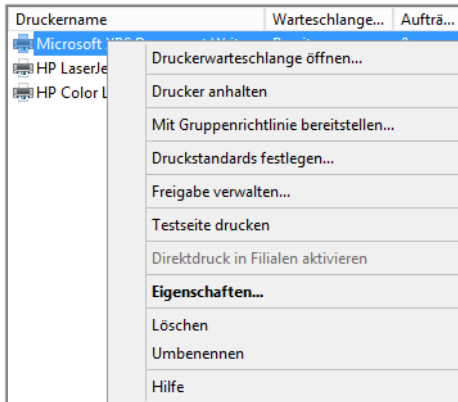 Druckername Warteschlange... Aufträ...
Microsoft
HP LaserJe
HP Color L
Druckerwarteschlange öffnen...
Drucker anhalten
Mit Gruppenrichtlinie bereitstellen...
Druckstandards festlegen...
Freigabe verwalten...
Testseite drucken
Direktdruck in Filialen aktivieren
Eigenschaften...
Löschen
Umbenennen
Hilfe